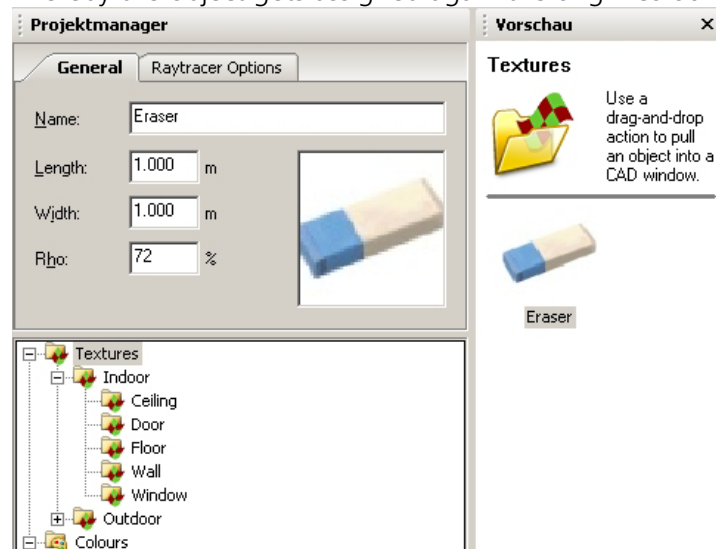 Projektmanager
General Raytracer Options
Name: Eraser
Length: 1.000 m
Width: 1.000 m
Rho: 72 %
Textures
Indoor
Ceiling
Door
Floor
Wall
Window
Outdoor
Colours
Vorschau
Textures
Use a
drag-and-drop
action to pull
an object into a
CAD window.
Eraser